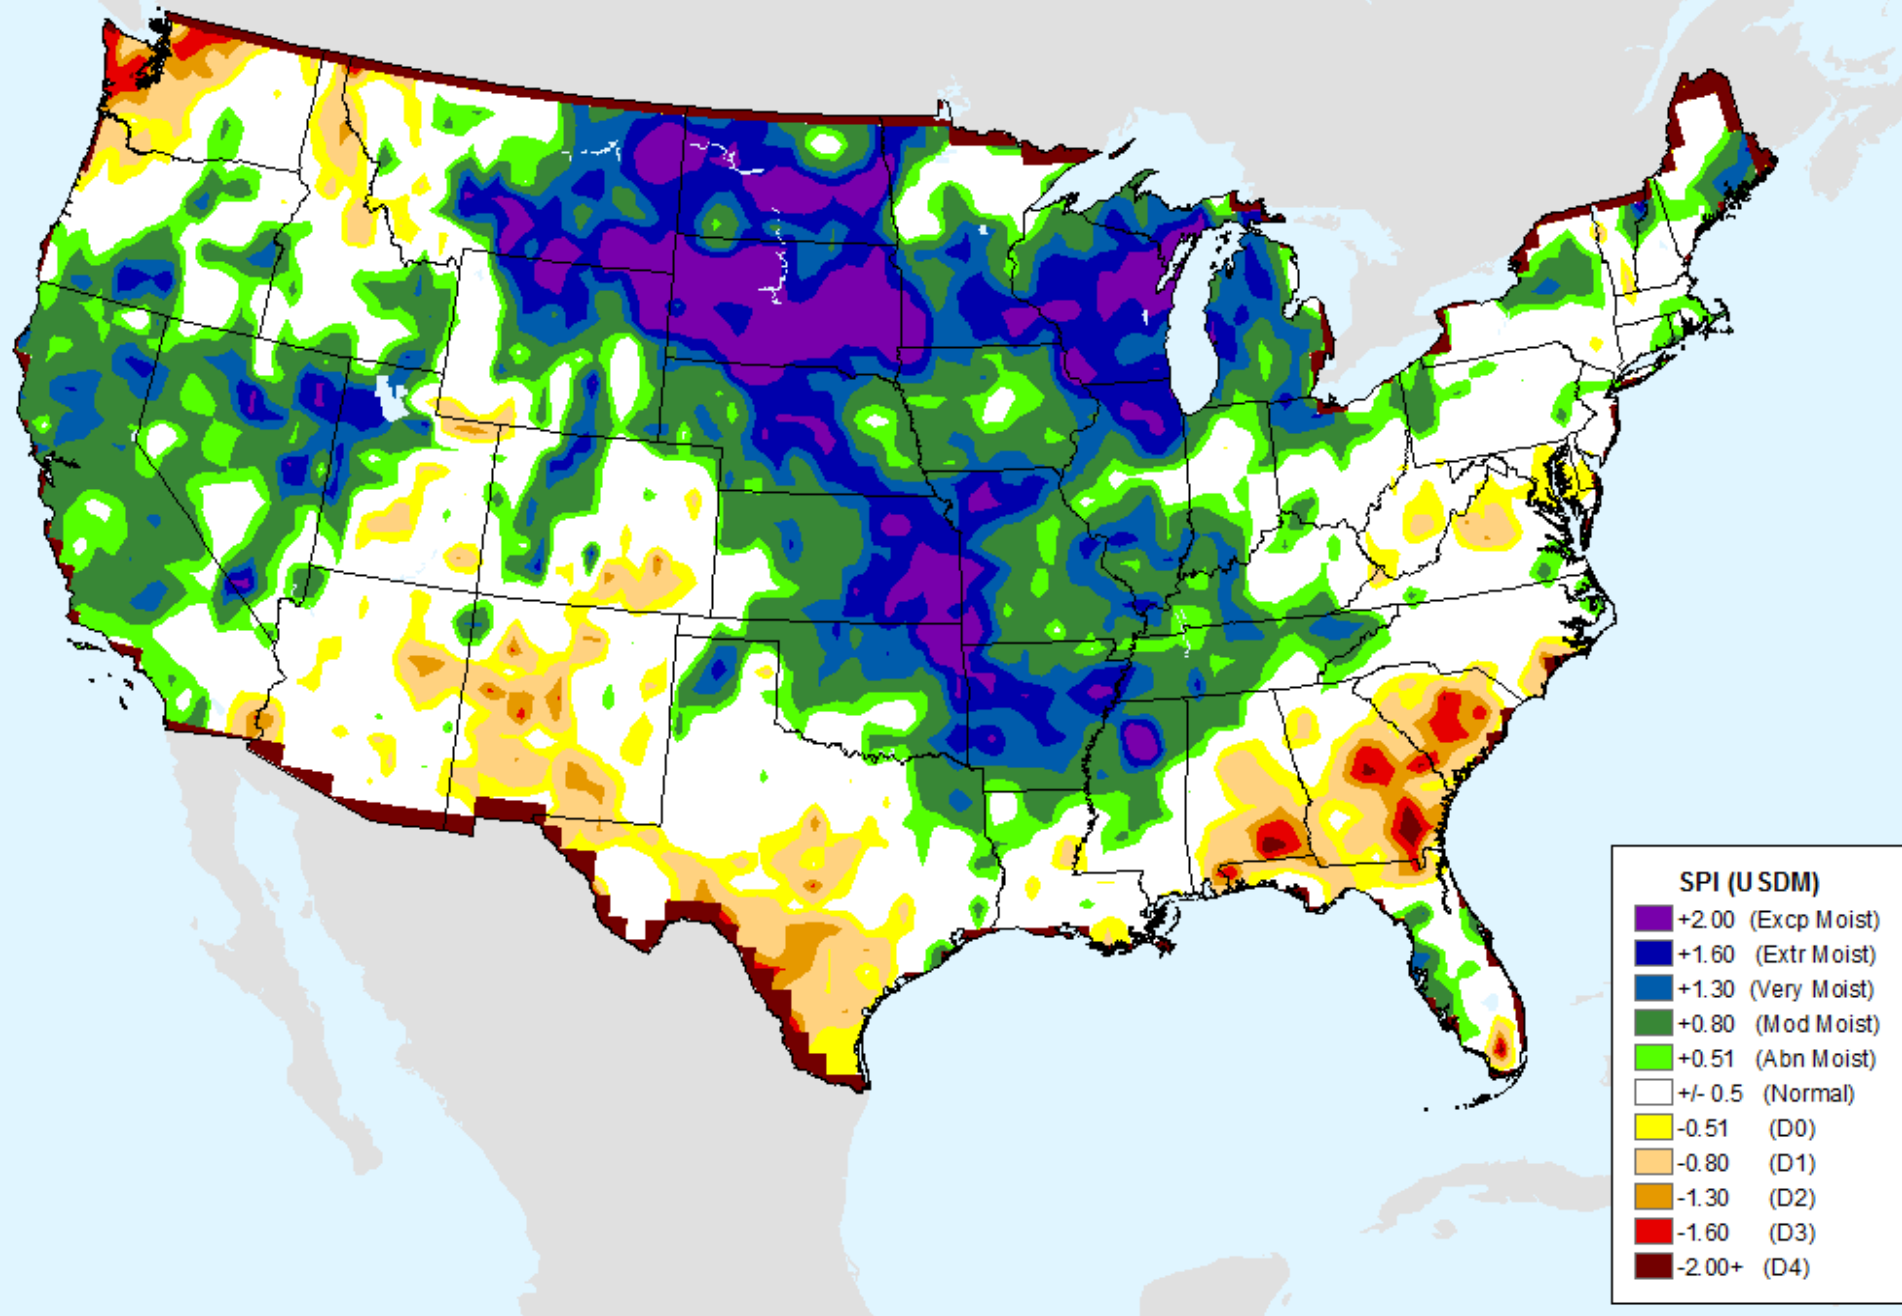 SPI (USDM)
+2.00 (Excp Moist)
+1.60 (Extr Moist)
+1.30 (Very Moist)
+0.80 (Mod Moist)
+0.51 (Abn Moist)
+/- 0.5 (Normal)
-0.51 (D0)
-0.80 (D1)
-1.30 (D2)
-1.60 (D3)
-2.00+ (D4)